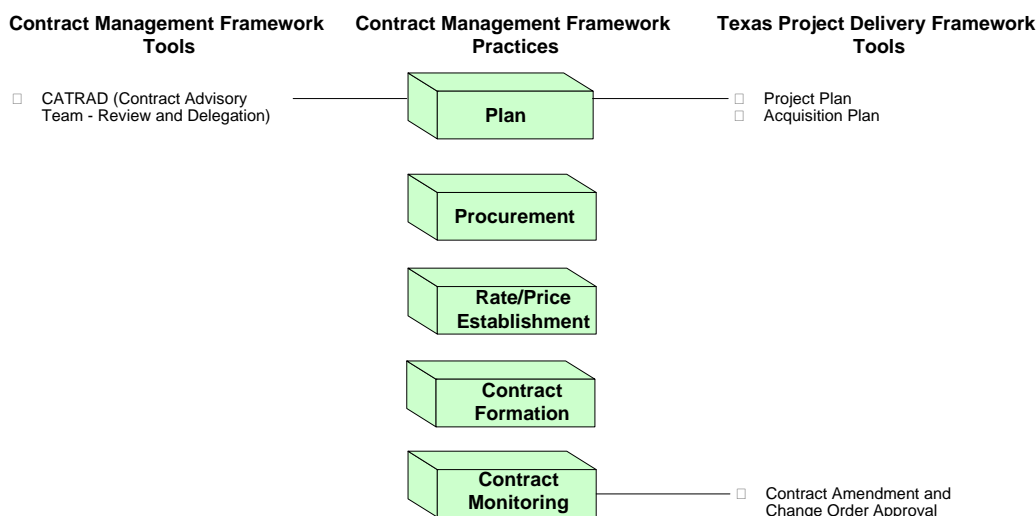 Contract Management Framework
Tools
Contract Management Framework
Practices
Texas Project Delivery Framework
Tools
CATRAD (Contract Advisory
Team - Review and Delegation)
Plan
Project Plan
Acquisition Plan
Procurement
Rate/Price
Establishment
Contract
Formation
Contract
Monitoring
Contract Amendment and
Change Order Approval